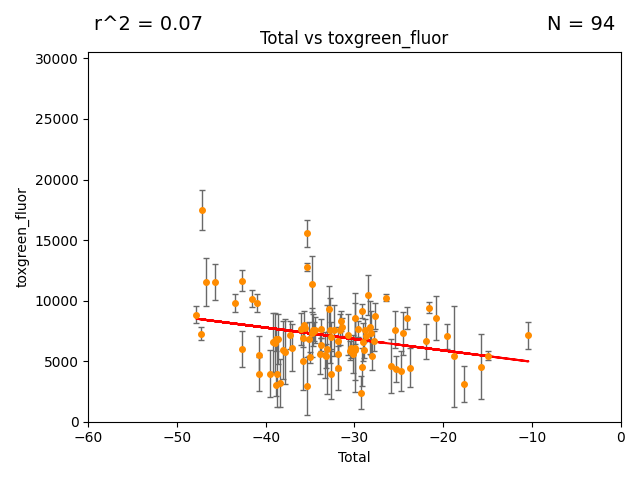 r^2 = 0.07
N = 94
Total vs toxgreen_fluor
30000
25000
20000
15000
10000
5000
0
toxgreen_fluor
−60
−50
−40
−30
−20
−10
0
Total